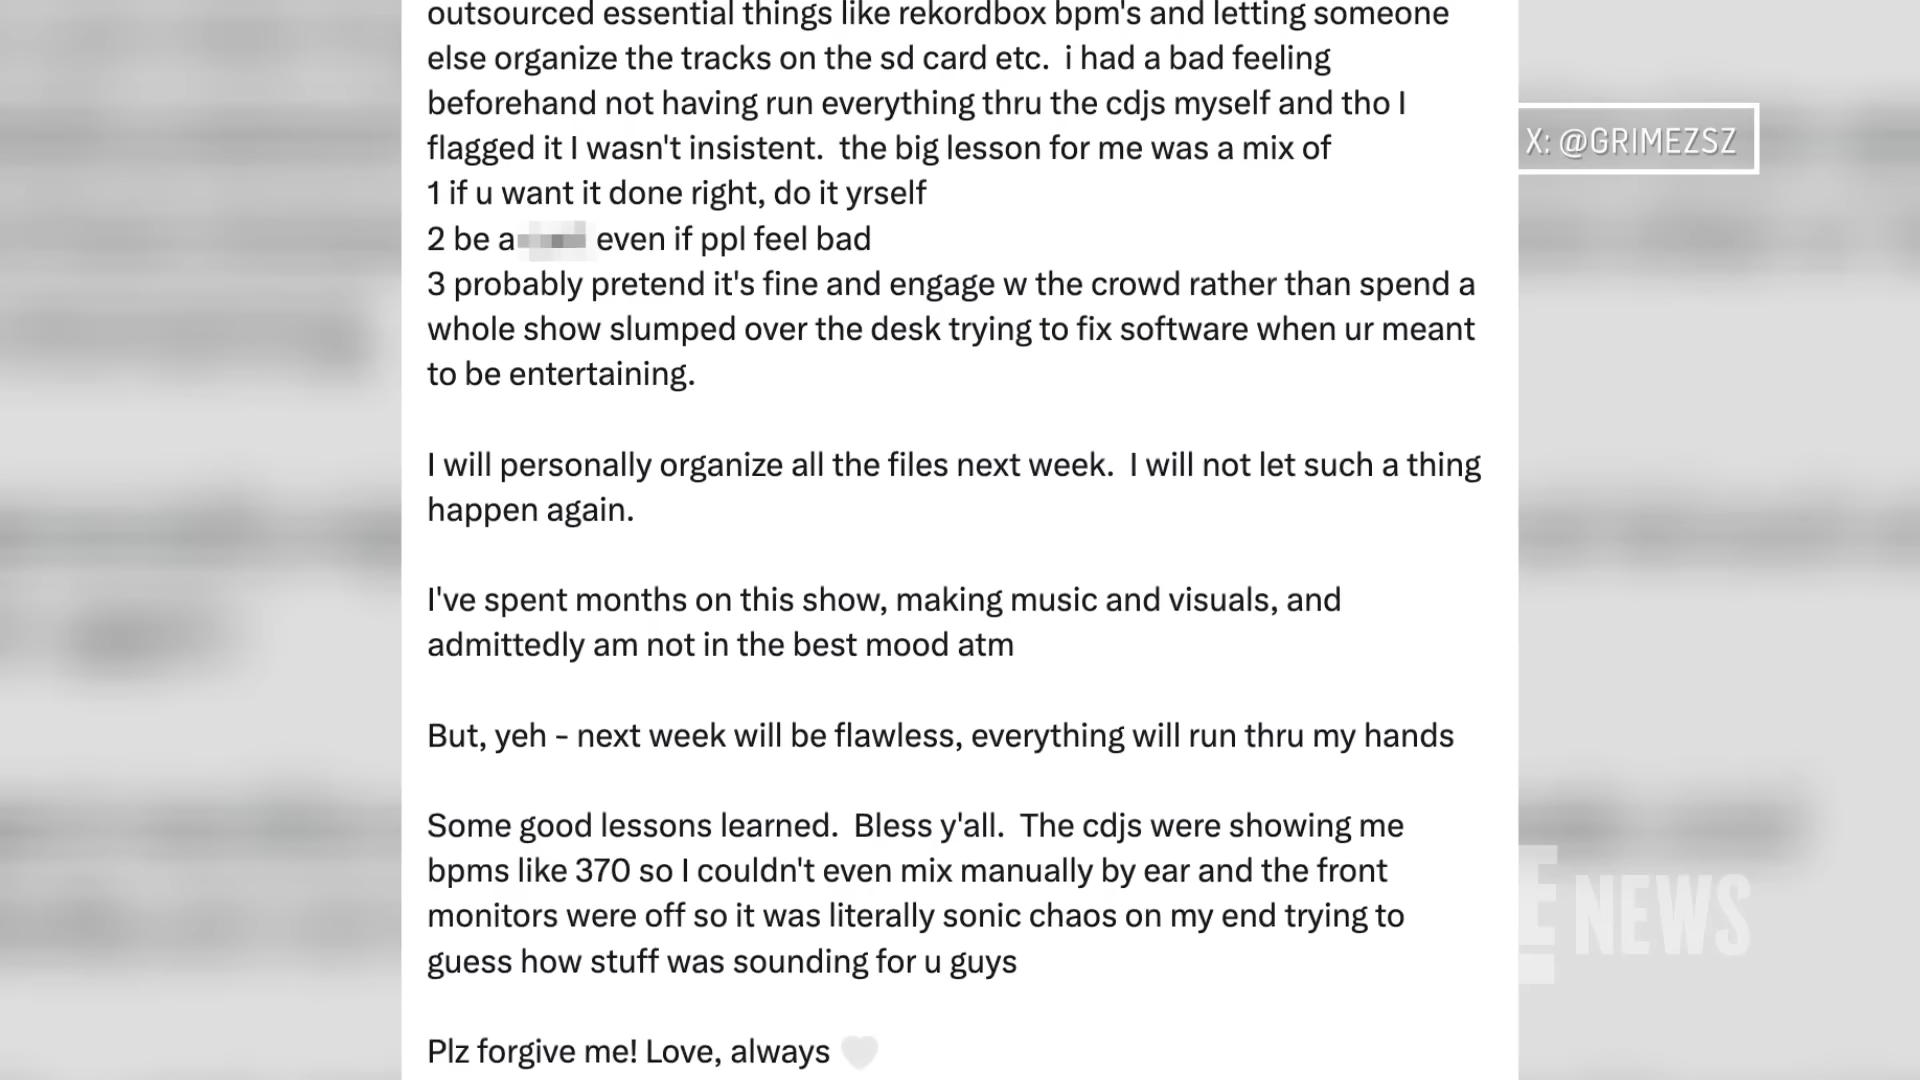 outsourced essential things like rekordbox bpm's and letting someone
else organize the tracks on the sd card etc.  i had a bad feeling
beforehand not having run everything thru the cdjs myself and tho I
flagged it I wasn't insistent.  the big lesson for me was a mix of
1 if u want it done right, do it yrself
2 be a even if ppl feel bad
3 probably pretend it's fine and engage w the crowd rather than spend a
whole show slumped over the desk trying to fix software when ur meant
to be entertaining.
I will personally organize all the files next week.  I will not let such a thing
happen again.
I've spent months on this show, making music and visuals, and
admittedly am not in the best mood atm
But, yeh - next week will be flawless, everything will run thru my hands
Some good lessons learned.  Bless y'all.  The cdjs were showing me
bpms like 370 so I couldn't even mix manually by ear and the front
monitors were off so it was literally sonic chaos on my end trying to
guess how stuff was sounding for u guys
Plz forgive me! Love, always
X: @GRIMEZSZ
E NEWS